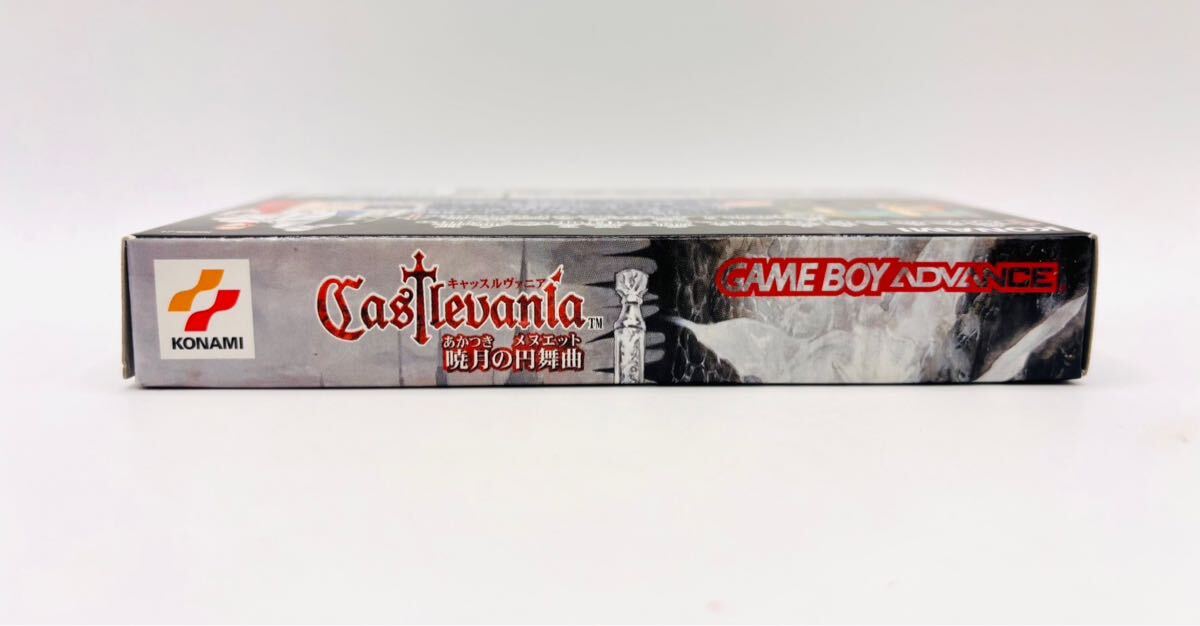 KONAMI
KONAMI
キャッスルヴァニア
Castlevania™
あかつき メヌエット
暁月の円舞曲
GAME BOY ADVANCE